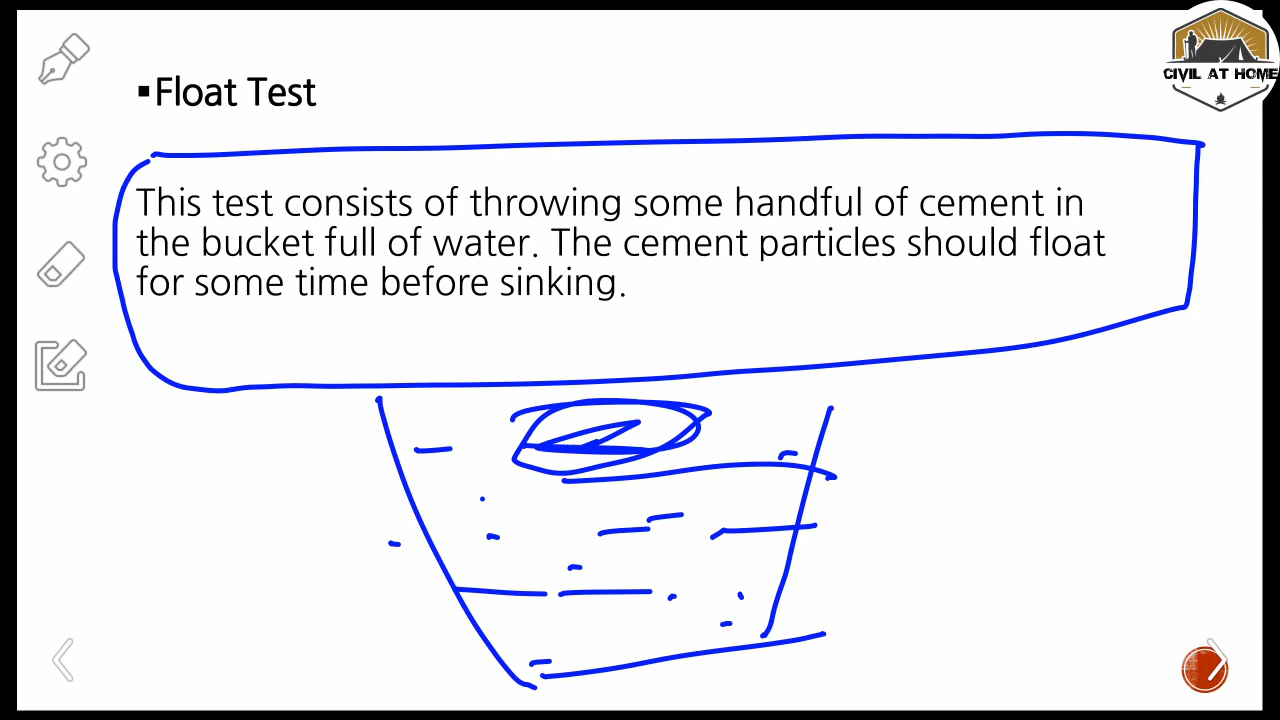 CIVIL AT HOME
▪Float Test
This test consists of throwing some handful of cement in
the bucket full of water. The cement particles should float
for some time before sinking.